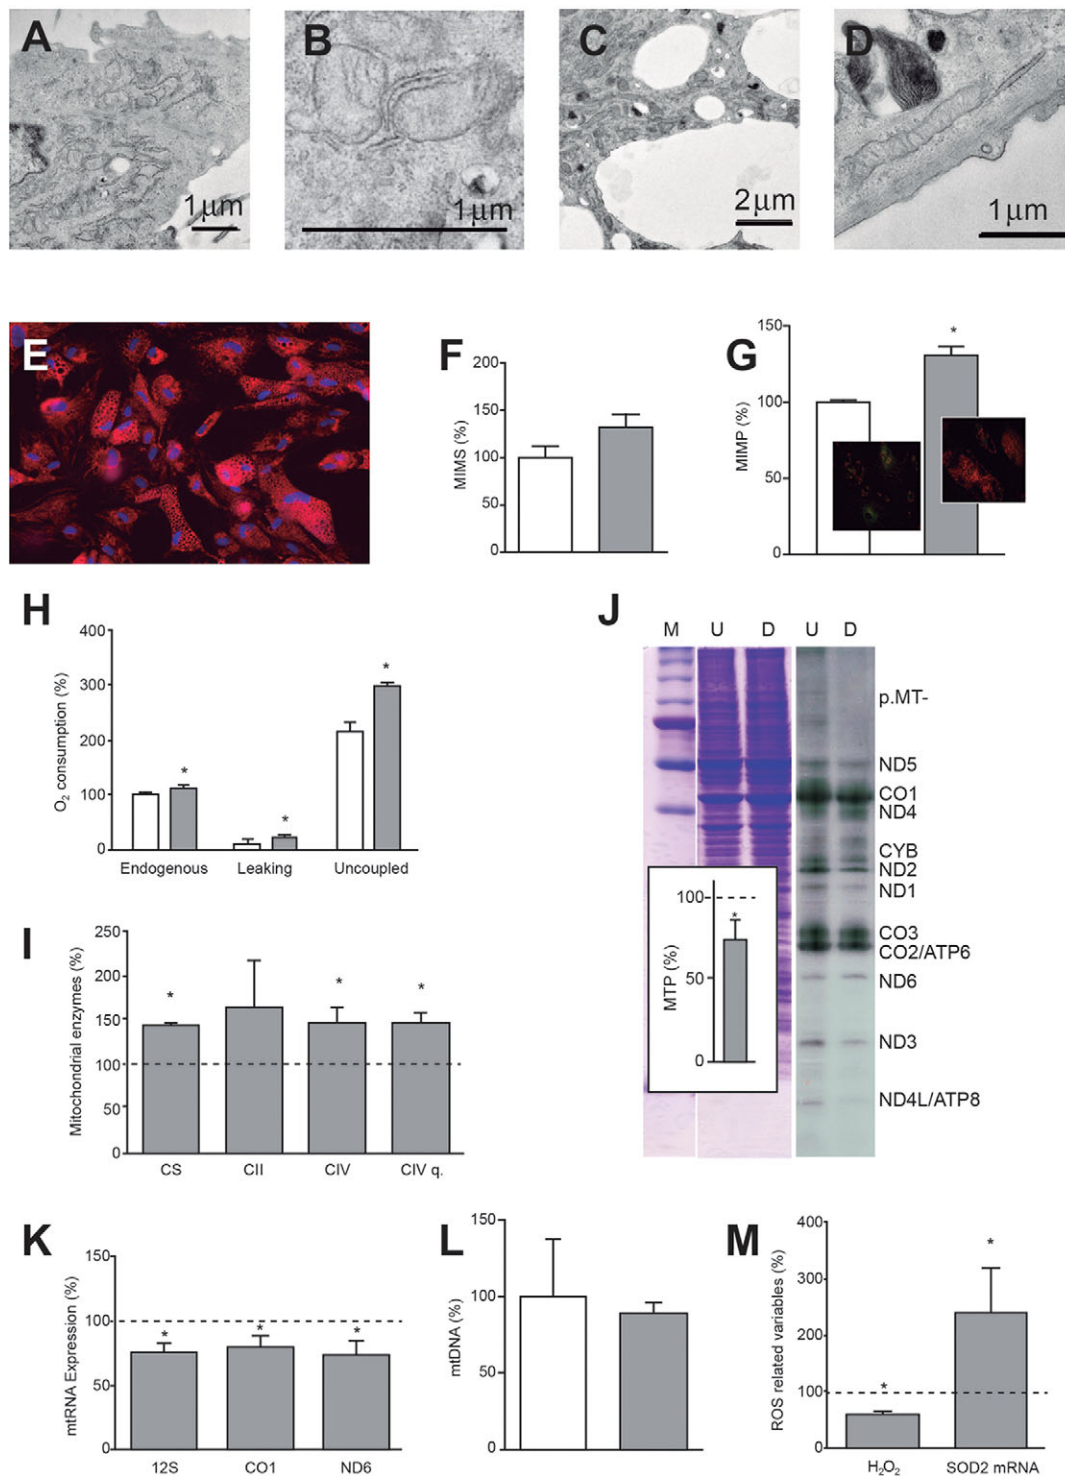 A
1µm
B
1µm
C
2µm
D
1µm
E
F
MIMS (%)
200
150
100
50
0
G
MIMP (%)
150
100
50
0
*
H
O2 consumption (%)
400
300
200
100
0
*
*
*
Endogenous Leaking Uncoupled
I
Mitochondrial enzymes (%)
250
200
150
100
50
0
*
*
*
CS CII CIV CIV q.
J
M U D U D
p.MT-
ND5
CO1
ND4
CYB
ND2
ND1
CO3
CO2/ATP6
ND6
ND3
ND4L/ATP8
MTP (%)
100
50
0
*
K
mtRNA Expression (%)
150
100
50
0
*
*
*
12S CO1 ND6
L
mtDNA (%)
150
100
50
0
M
ROS related variables (%)
400
300
200
100
0
*
*
H2O2 SOD2 mRNA